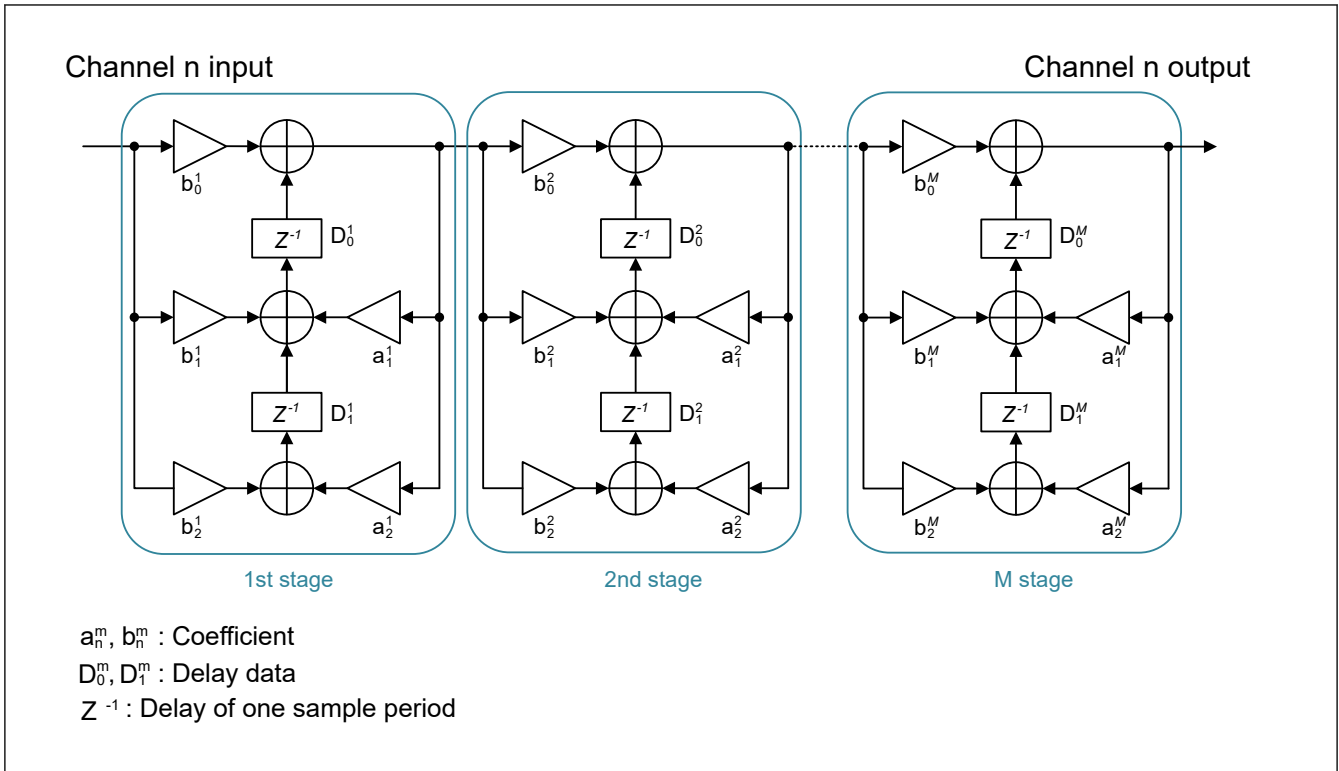 Channel n input
Channel n output
b₀¹
b₀²
b₀ᴹ
Z⁻¹ D₀¹
Z⁻¹ D₀²
Z⁻¹ D₀ᴹ
b₁¹ a₁¹
b₁² a₁²
b₁ᴹ a₁ᴹ
Z⁻¹ D₁¹
Z⁻¹ D₁²
Z⁻¹ D₁ᴹ
b₂¹ a₂¹
b₂² a₂²
b₂ᴹ a₂ᴹ
1st stage
2nd stage
M stage
aₙᵐ, bₙᵐ : Coefficient
D₀ᵐ, D₁ᵐ : Delay data
Z ⁻¹ : Delay of one sample period